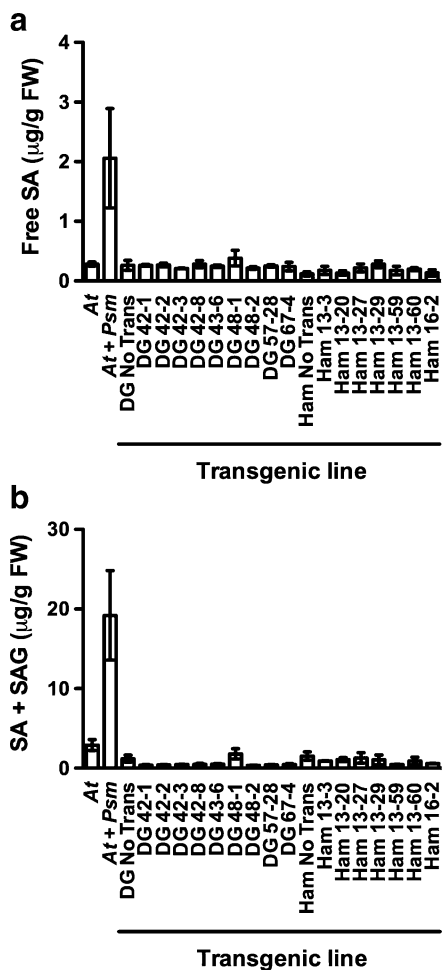 a
Free SA (μg/g FW)
4
3
2
1
0
At
At + Psm
DG No Trans
DG 42-1
DG 42-2
DG 42-3
DG 42-8
DG 43-6
DG 48-1
DG 48-2
DG 57-28
DG 67-4
Ham No Trans
Ham 13-3
Ham 13-20
Ham 13-27
Ham 13-29
Ham 13-59
Ham 13-60
Ham 16-2
Transgenic line
b
SA + SAG (μg/g FW)
30
20
10
0
At
At + Psm
DG No Trans
DG 42-1
DG 42-2
DG 42-3
DG 42-8
DG 43-6
DG 48-1
DG 48-2
DG 57-28
DG 67-4
Ham No Trans
Ham 13-3
Ham 13-20
Ham 13-27
Ham 13-29
Ham 13-59
Ham 13-60
Ham 16-2
Transgenic line